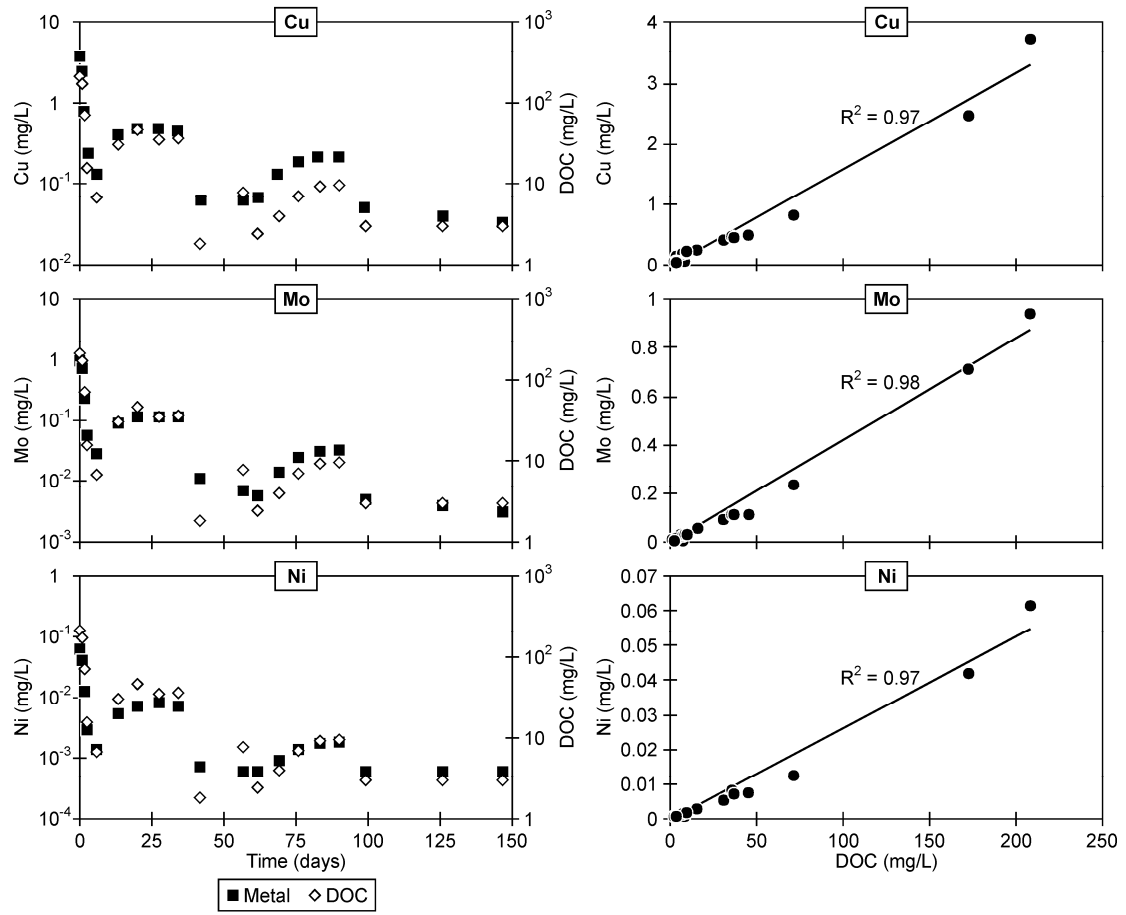 Cu
Cu (mg/L)
10
1
10⁻¹
10⁻²
DOC (mg/L)
10³
10²
10
1
Cu
Cu (mg/L)
4
3
2
1
0
R² = 0.97
Mo
Mo (mg/L)
10
1
10⁻¹
10⁻²
10⁻³
DOC (mg/L)
10³
10²
10
1
Mo
Mo (mg/L)
1
0.8
0.6
0.4
0.2
0
R² = 0.98
Ni
Ni (mg/L)
1
10⁻¹
10⁻²
10⁻³
10⁻⁴
DOC (mg/L)
10³
10²
10
1
0 25 50 75 100 125 150
Time (days)
Ni
Ni (mg/L)
0.07
0.06
0.05
0.04
0.03
0.02
0.01
0
R² = 0.97
0 50 100 150 200 250
DOC (mg/L)
Metal DOC